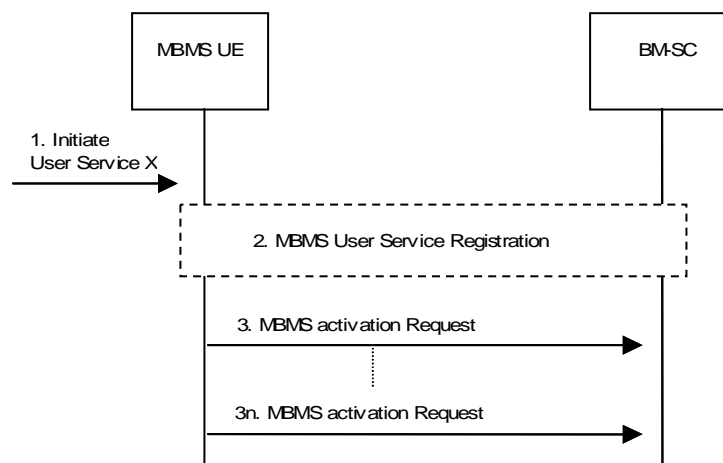 MBMS UE
BM-SC
1. Initiate
User Service X
2. MBMS User Service Registration
3. MBMS activation Request
3n. MBMS activation Request